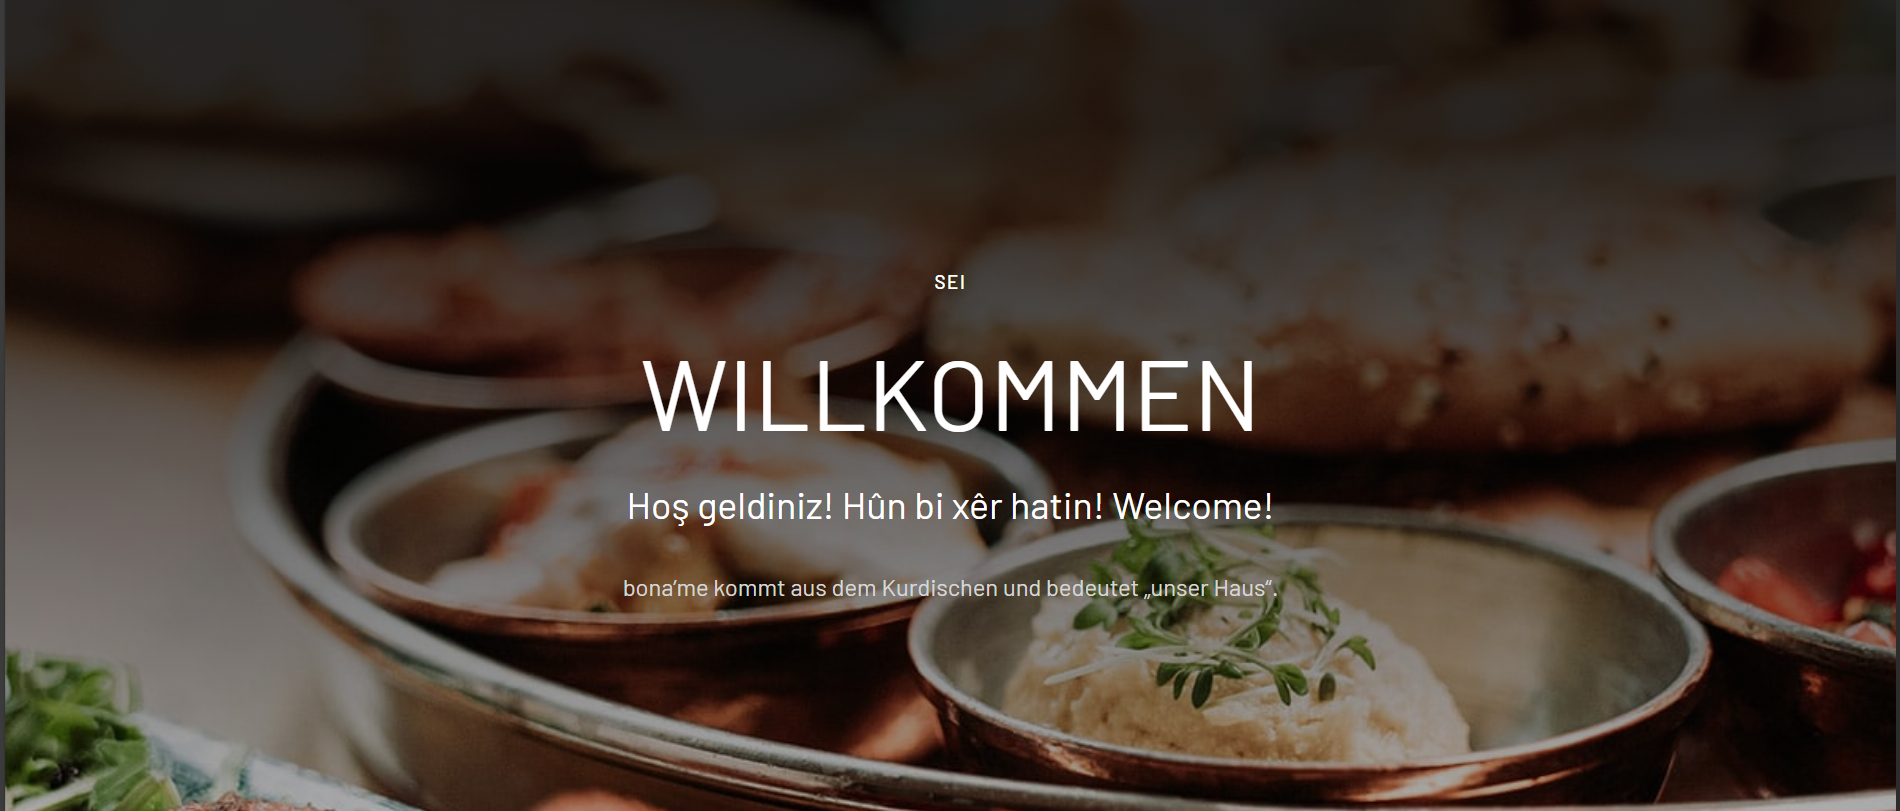 SEI
WILLKOMMEN
Hoş geldiniz! Hûn bi xêr hatin! Welcome!
bona’me kommt aus dem Kurdischen und bedeutet „unser Haus“.